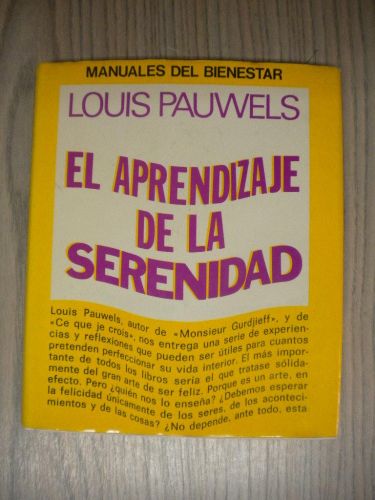 MANUALES DEL BIENESTAR
LOUIS PAUWELS
EL APRENDIZAJE
DE LA
SERENIDAD
Louis Pauwels, autor de «Monsieur Gurdjieff», y de
«Ce que je crois», nos entrega una serie de experien-
cias y reflexiones que pueden ser útiles para cuantos
pretenden perfeccionar su vida interior. El más impor-
tante de todos los libros sería el que tratase sólida-
mente del gran arte de ser feliz. Porque es un arte, en
efecto. Pero ¿quién nos lo enseña? ¿Debemos esperar
la felicidad únicamente de los seres, de los aconteci-
mientos y de las cosas? ¿No depende, ante todo, esta